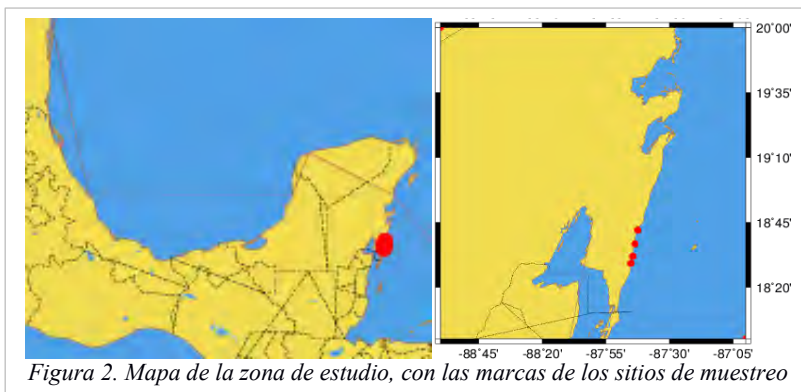 20°00'
19°35'
19°10'
18°45'
18°20'
-88°45' -88°20' -87°55' -87°30' -87°05'
Figura 2. Mapa de la zona de estudio, con las marcas de los sitios de muestreo